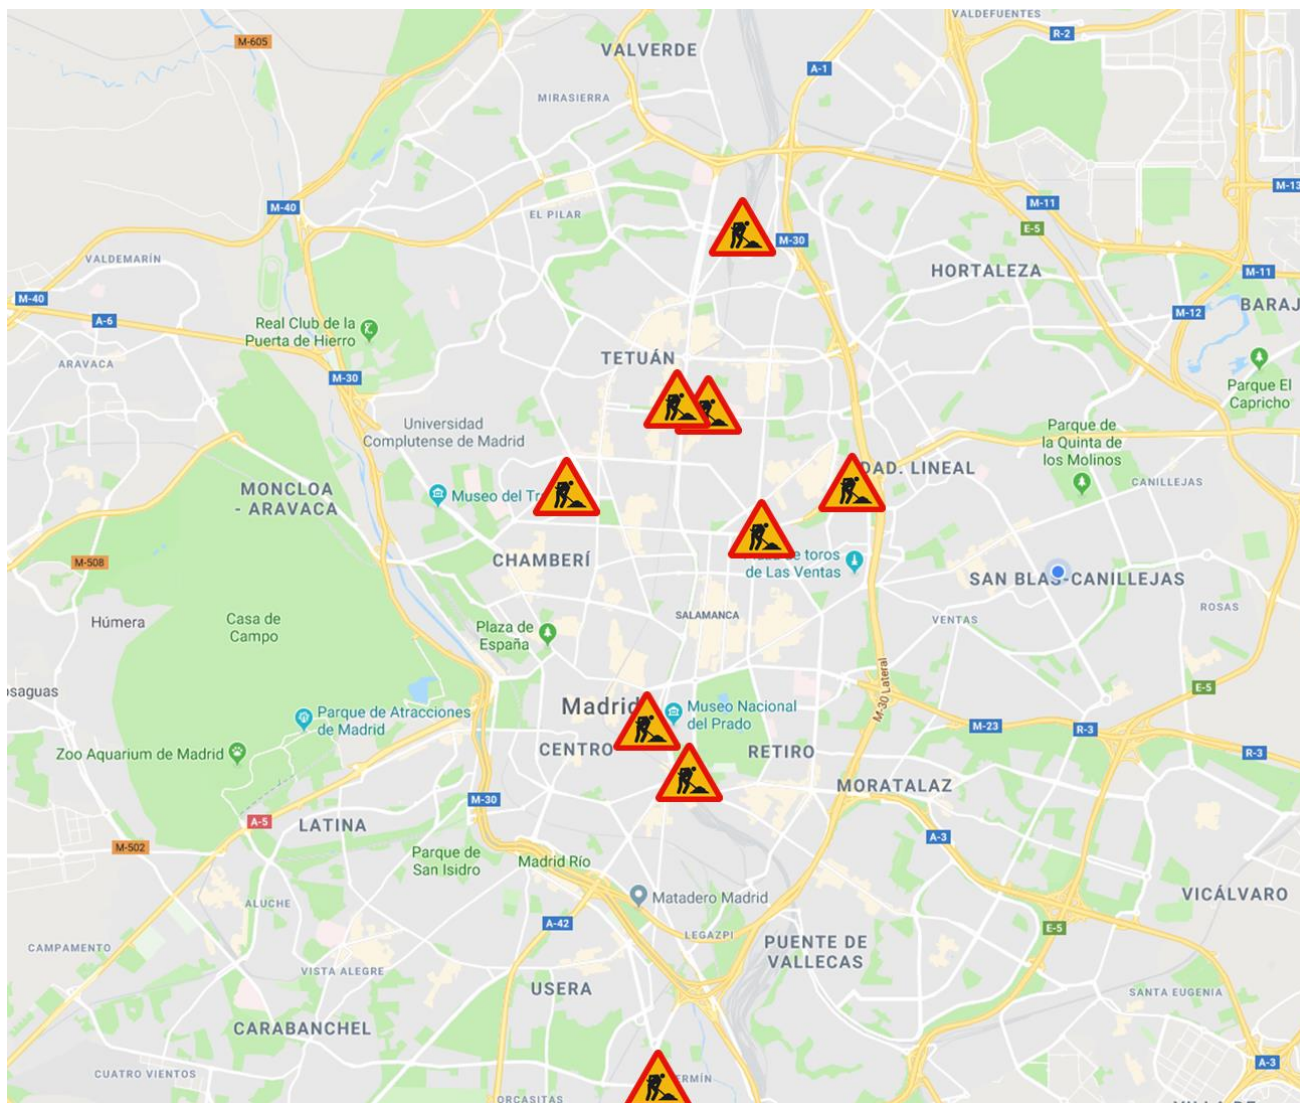 VALDEFUENTES
M-605
R-2
VALVERDE
A-1
MIRASIERRA
M-13
M-40
EL PILAR
M-11
E-5
M-30
VALDEMARÍN
HORTALEZA
M-11
M-40
BARAJ
A-6
M-12
Real Club de la
Puerta de Hierro
TETUÁN
ARAVACA
M-30
Parque El
Capricho
Universidad
Complutense de Madrid
Parque de
la Quinta de
los Molinos
DAD. LINEAL
CANILLEJAS
MONCLOA
- ARAVACA
Museo del
CHAMBERÍ
de toros
de Las Ventas
M-508
SAN BLAS-CANILLEJAS
Húmera
Casa de
Campo
SALAMANCA
VENTAS
ROSAS
Plaza de
España
M-30 Lateral
E-5
Madrid
Museo Nacional
del Prado
Parque de Atracciones
de Madrid
M-23
R-3
Zoo Aquarium de Madrid
CENTRO
RETIRO
R-3
MORATALAZ
M-30
A-5
LATINA
A-3
M-502
Parque de
San Isidro
Madrid Río
Matadero Madrid
VICÁLVARO
ALUCHE
A-42
E-5
CAMPAMENTO
LEGAZPI
PUENTE DE
VALLECAS
VISTA ALEGRE
USERA
SANTA EUGENIA
CARABANCHEL
A-3
CUATRO VIENTOS
ERMÍN
ORCASITAS